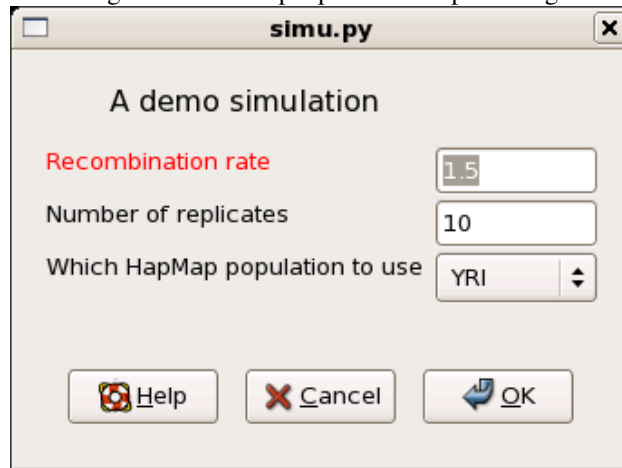 simu.py
A demo simulation
Recombination rate
1.5
Number of replicates
10
Which HapMap population to use
YRI
Help
Cancel
OK